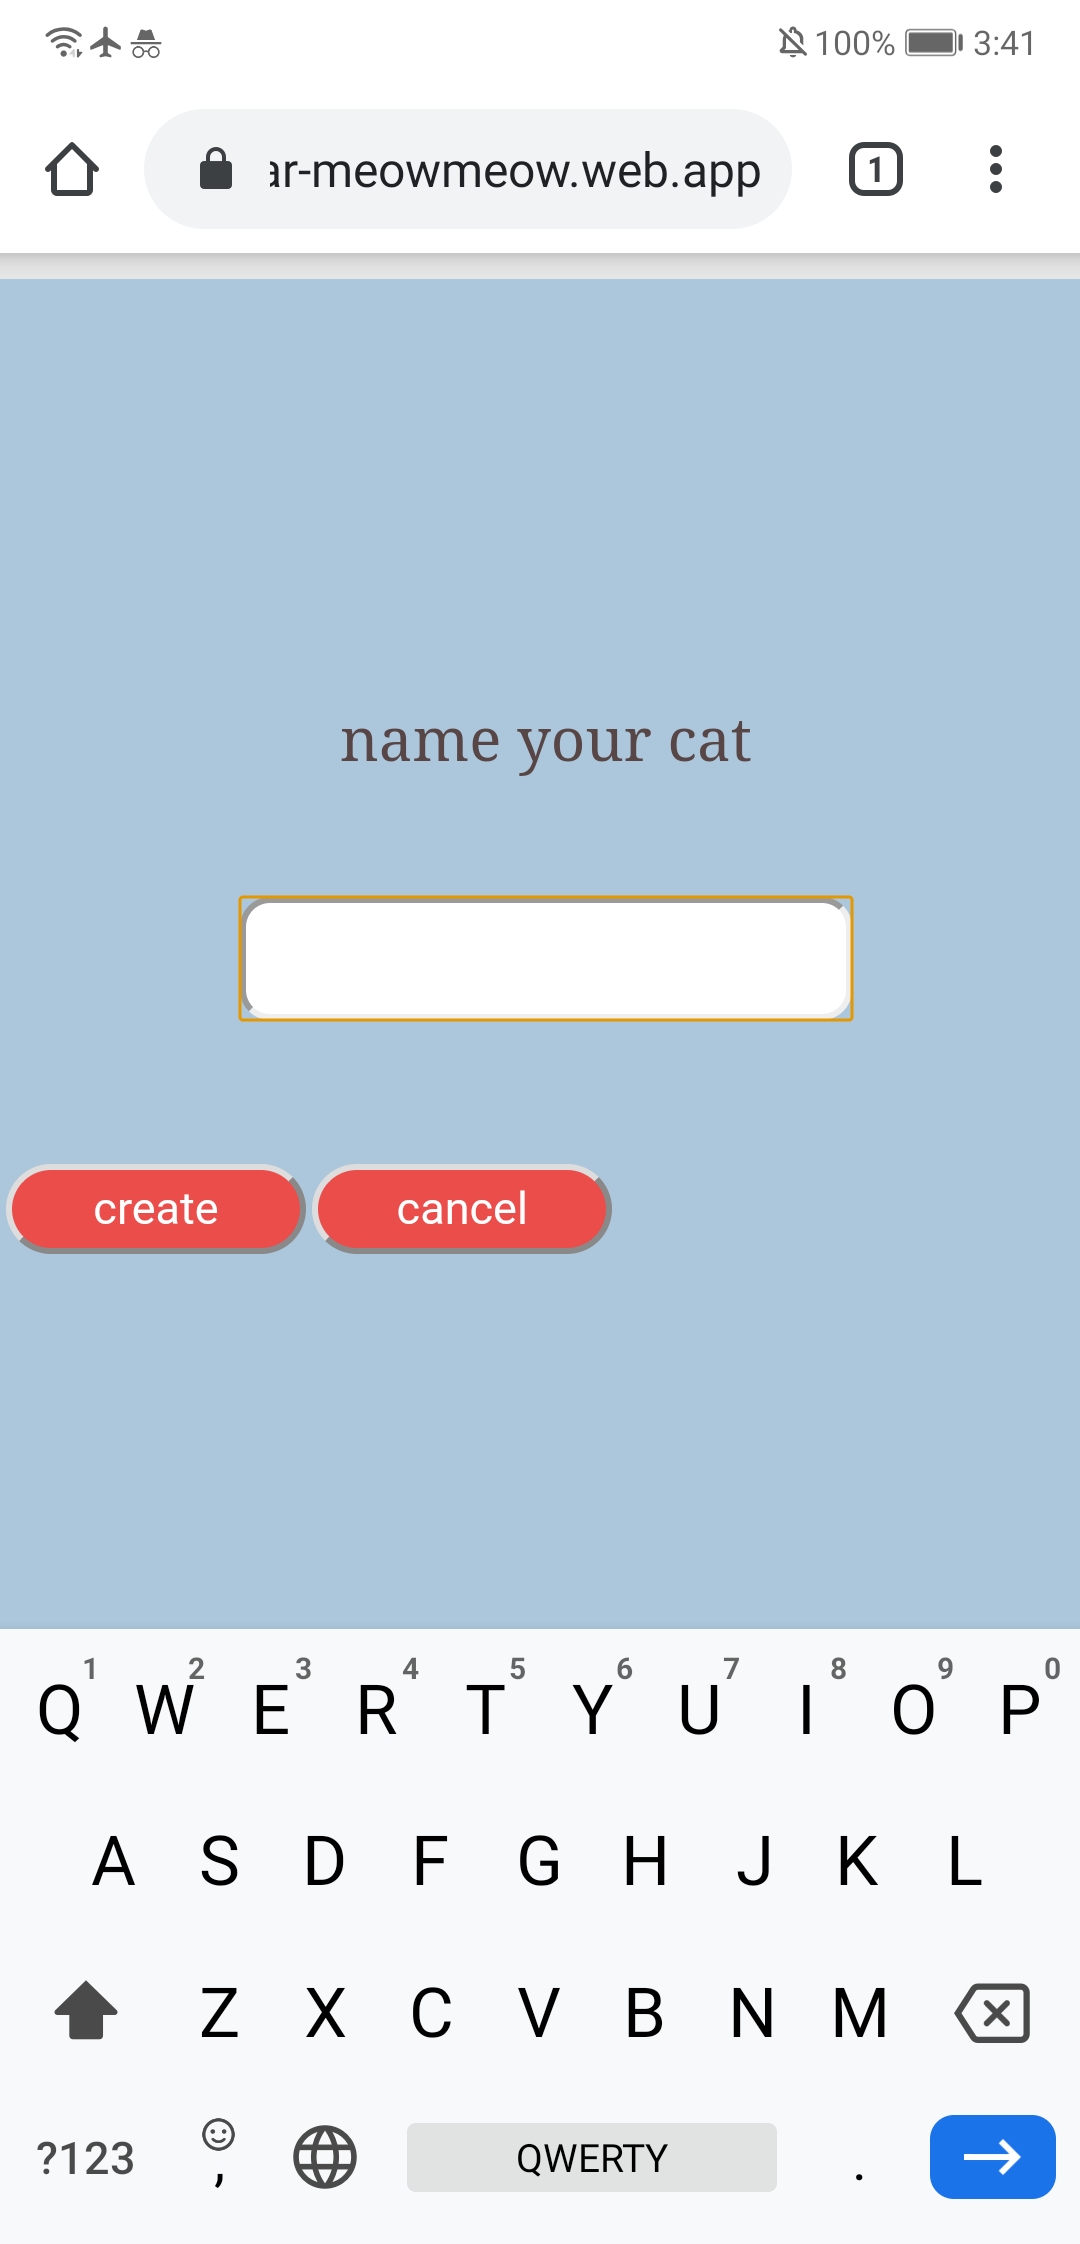 100% 3:41
ar-meowmeow.web.app 1
name your cat
create cancel
1 2 3 4 5 6 7 8 9 0
Q W E R T Y U I O P
A S D F G H J K L
Z X C V B N M
?123 , QWERTY .